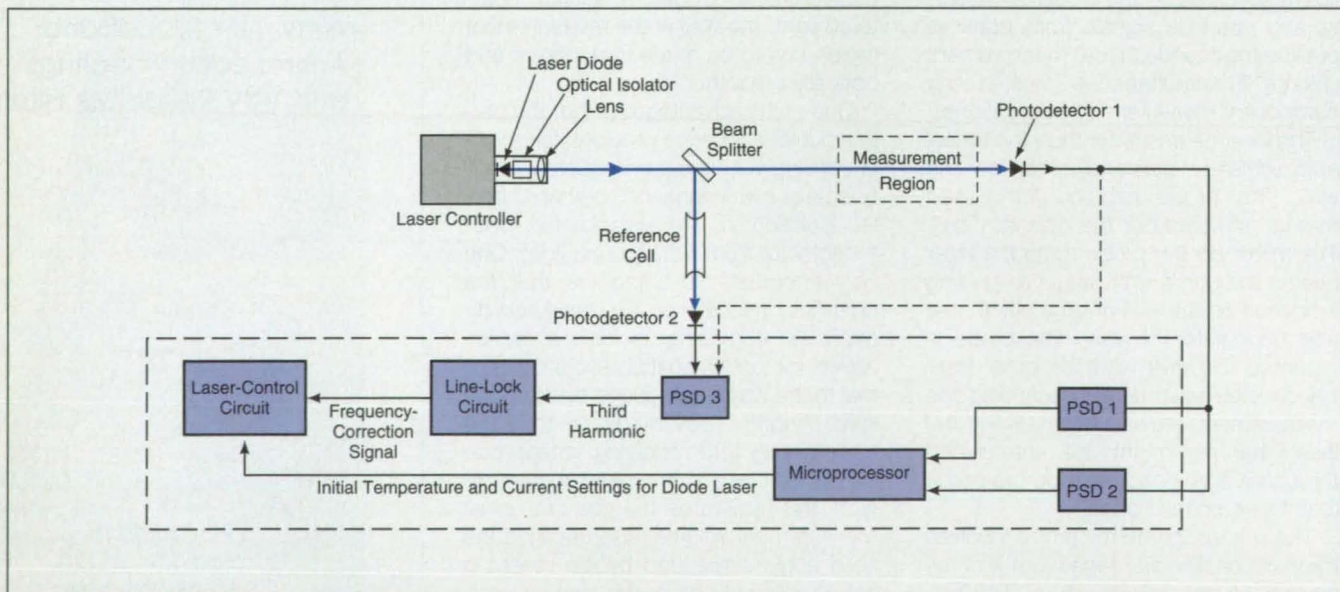 Laser Diode
Optical Isolator
Lens
Laser Controller
Beam
Splitter
Measurement
Region
Photodetector 1
Reference
Cell
Photodetector 2
Laser-Control
Circuit
Frequency-
Correction
Signal
Line-Lock
Circuit
Third
Harmonic
PSD 3
PSD 1
Microprocessor
PSD 2
Initial Temperature and Current Settings for Diode Laser